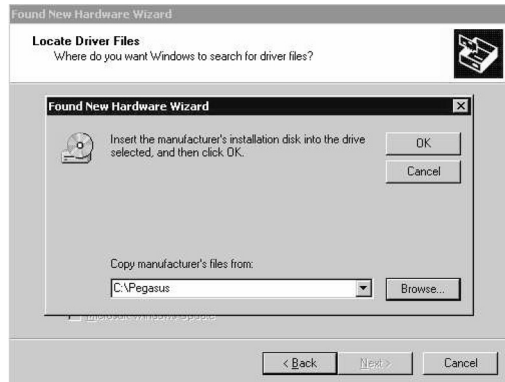 Found New Hardware Wizard
Locate Driver Files
Where do you want Windows to search for driver files?
Found New Hardware Wizard
Insert the manufacturer's installation disk into the drive
selected, and then click OK.
OK
Cancel
Copy manufacturer's files from:
C:\Pegasus
Browse...
< Back
Next >
Cancel